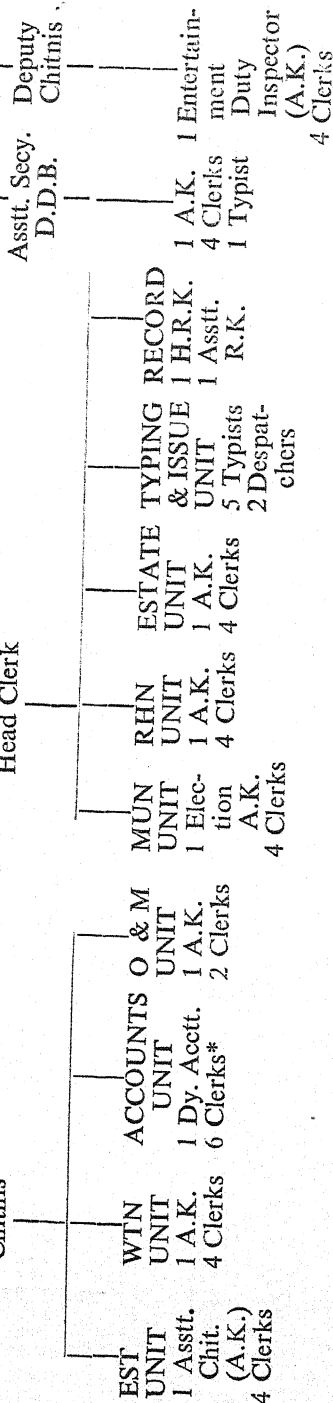 Chitnis
EST
UNIT
1 Asstt.
Chit.
(A.K.)
4 Clerks
WTN
UNIT
1 A.K.
4 Clerks
ACCOUNTS
UNIT
1 Dy. Acctt.
6 Clerks*
O & M
UNIT
1 A.K.
2 Clerks
Head Clerk
MUN
UNIT
1 Elec-
tion
A.K.
4 Clerks
RHN
UNIT
1 A.K.
4 Clerks
ESTATE
UNIT
1 A.K.
4 Clerks
TYPING
& ISSUE
UNIT
5 Typists
2 Despat-
chers
RECORD
1 H.R.K.
1 Asstt.
R.K.
Asstt. Secy.
D.D.B.
1 A.K.
4 Clerks
1 Typist
Deputy
Chitnis
1 Entertain-
ment
Duty
Inspector
(A.K.)
4 Clerks